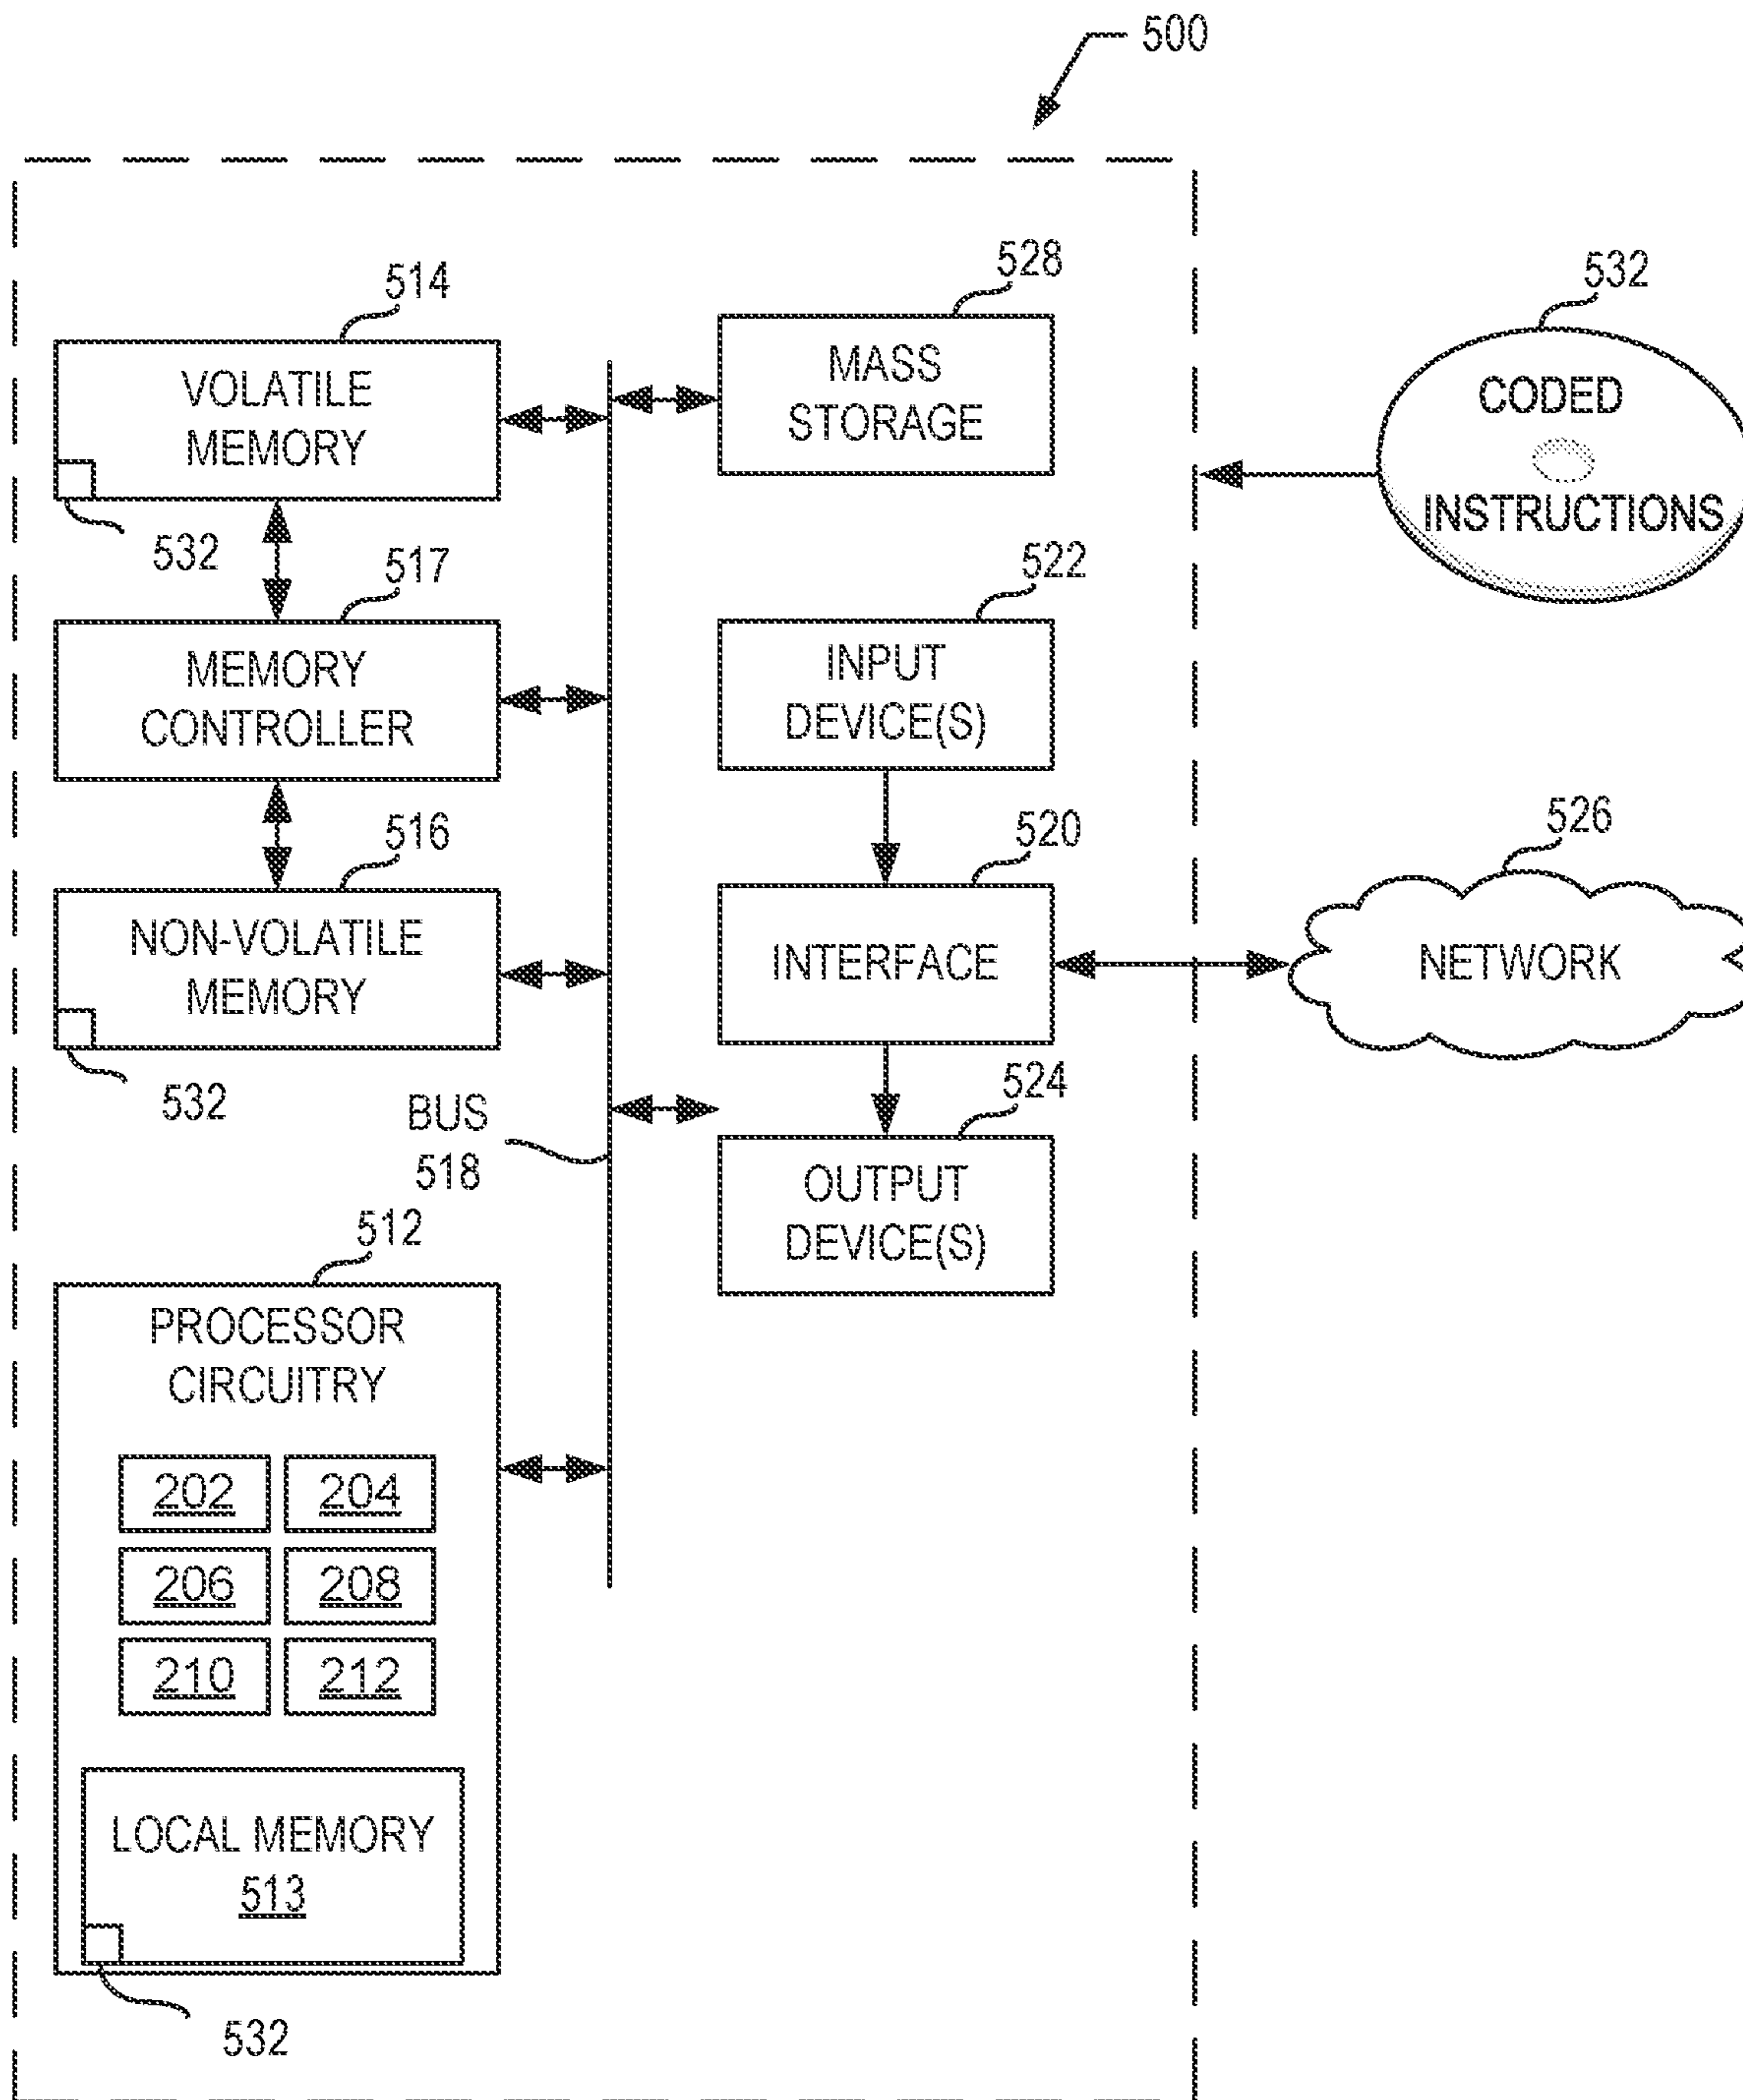 500
514
VOLATILE
MEMORY
532
517
MEMORY
CONTROLLER
516
NON-VOLATILE
MEMORY
532
BUS
518
512
PROCESSOR
CIRCUITRY
202 204
206 208
210 212
LOCAL MEMORY
513
532
528
MASS
STORAGE
522
INPUT
DEVICE(S)
520
INTERFACE
524
OUTPUT
DEVICE(S)
532
CODED
INSTRUCTIONS
526
NETWORK